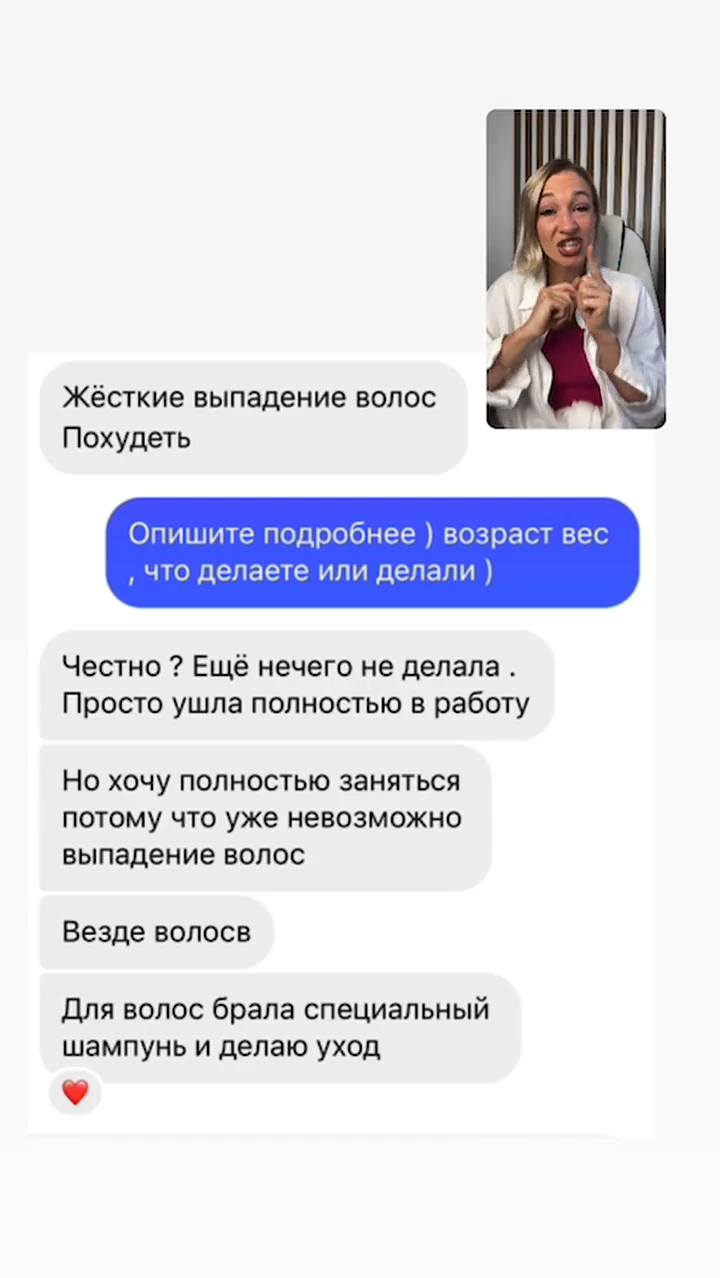 Жёсткие выпадение волос
Похудеть
Опишите подробнее ) возраст вес
, что делаете или делали )
Честно ? Ещё нечего не делала .
Просто ушла полностью в работу
Но хочу полностью заняться
потому что уже невозможно
выпадение волос
Везде волосв
Для волос брала специальный
шампунь и делаю уход